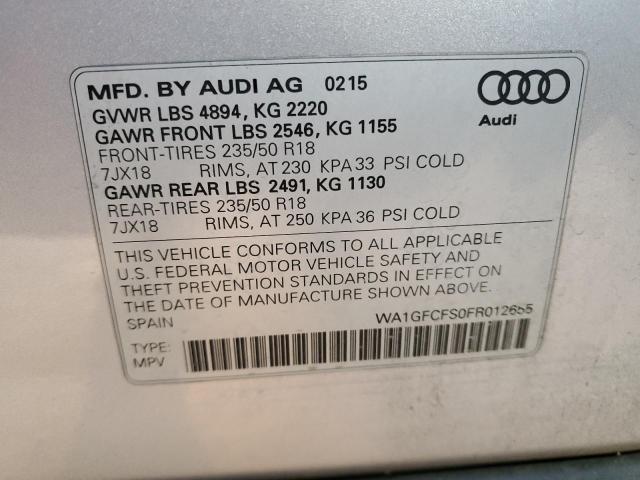 MFD. BY AUDI AG 0215
GVWR LBS 4894, KG 2220
GAWR FRONT LBS 2546, KG 1155
FRONT-TIRES 235/50 R18
7JX18 RIMS, AT 230 KPA 33 PSI COLD
GAWR REAR LBS 2491, KG 1130
REAR-TIRES 235/50 R18
7JX18 RIMS, AT 250 KPA 36 PSI COLD
Audi
THIS VEHICLE CONFORMS TO ALL APPLICABLE
U.S. FEDERAL MOTOR VEHICLE SAFETY AND
THEFT PREVENTION STANDARDS IN EFFECT ON
THE DATE OF MANUFACTURE SHOWN ABOVE.
SPAIN
TYPE:
MPV